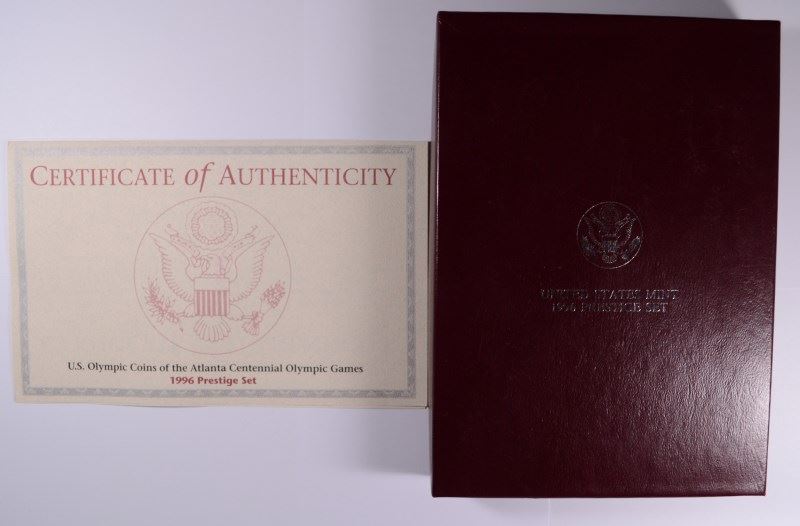 CERTIFICATE of AUTHENTICITY
U.S. Olympic Coins of the Atlanta Centennial Olympic Games
1996 Prestige Set
UNITED STATES MINT
1996 PRESTIGE SET